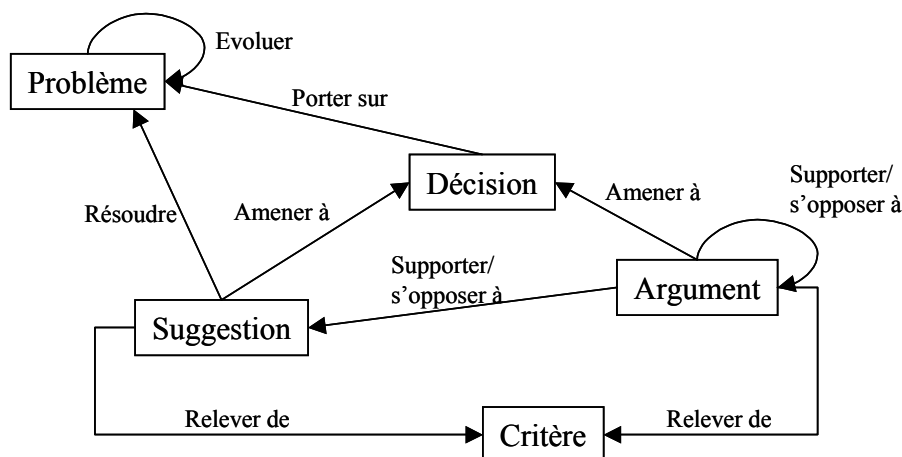 Evoluer
Problème
Porter sur
Décision
Supporter/
s’opposer à
Résoudre
Amener à
Amener à
Supporter/
s’opposer à
Argument
Suggestion
Relever de
Critère
Relever de